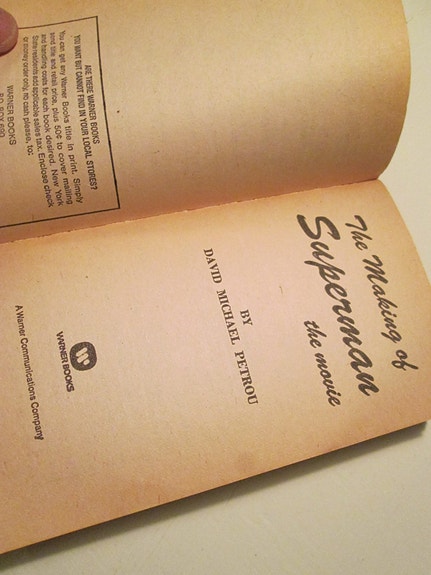 ARE THERE WARNER BOOKS
YOU WANT BUT CANNOT FIND IN YOUR LOCAL STORES?
You can get any Warner Books title in print. Simply
send title and retail price, plus 50¢ to cover mailing
and handling costs for each book desired. New York
State residents add applicable sales tax. Enclose check
or money order only, no cash please, to:
WARNER BOOKS
P.O. BOX 690
The Making of
Superman
the movie
BY
DAVID MICHAEL PETROU
W
WARNER BOOKS
A Warner Communications Company